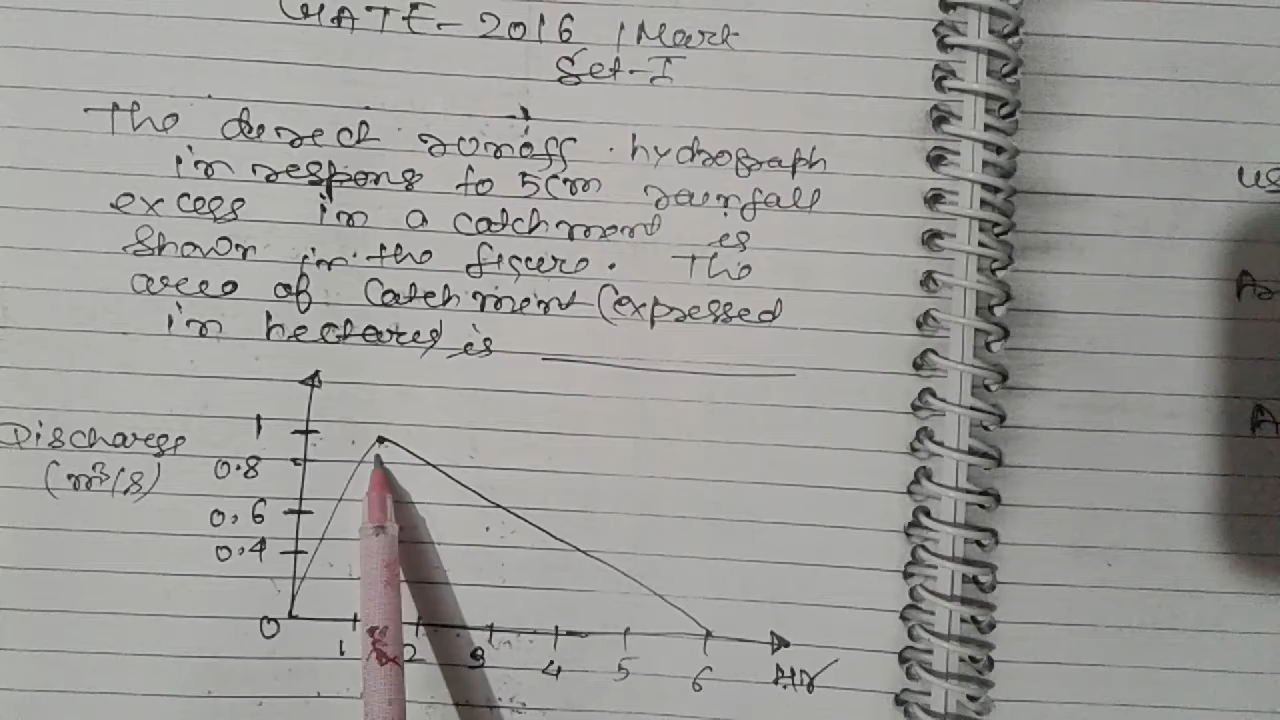 GATE-2016 1 Mark
Set-I
The direct runoff hydrograph
in respons to 5cm rainfall
excess in a catchment is
shown in the figure. The
area of catchment (expressed
in hectares) is
Discharge
(m³/s)
1
0.8
0.6
0.4
0
1
2
3
4
5
6
HR
us
A